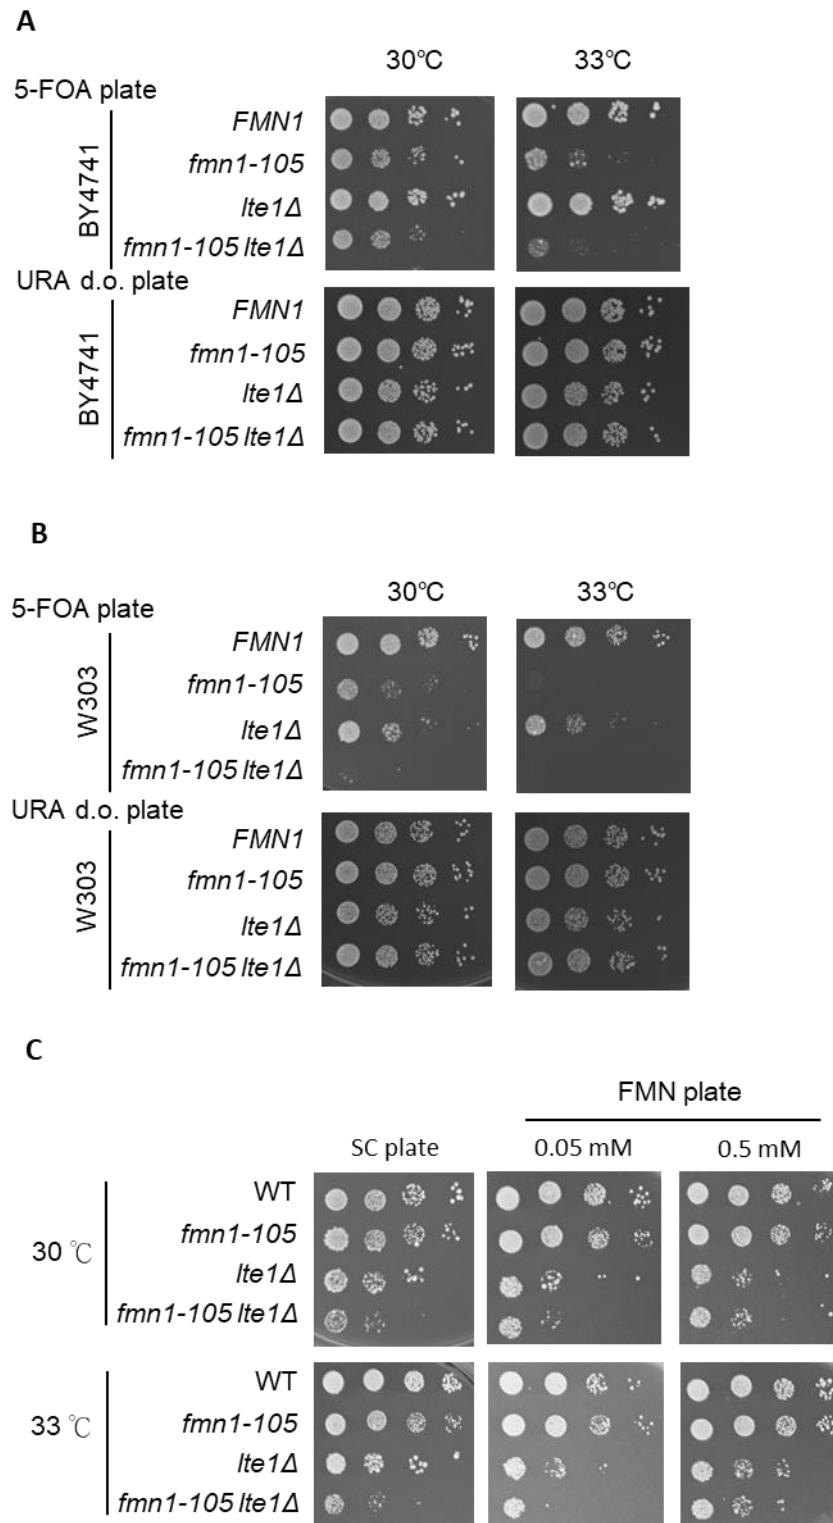 A
30℃ 33℃
5-FOA plate
BY4741
FMN1
fmn1-105
lte1Δ
fmn1-105 lte1Δ
URA d.o. plate
BY4741
FMN1
fmn1-105
lte1Δ
fmn1-105 lte1Δ
B
30℃ 33℃
5-FOA plate
W303
FMN1
fmn1-105
lte1Δ
fmn1-105 lte1Δ
URA d.o. plate
W303
FMN1
fmn1-105
lte1Δ
fmn1-105 lte1Δ
C
FMN plate
SC plate 0.05 mM 0.5 mM
30 ℃
WT
fmn1-105
lte1Δ
fmn1-105 lte1Δ
33 ℃
WT
fmn1-105
lte1Δ
fmn1-105 lte1Δ